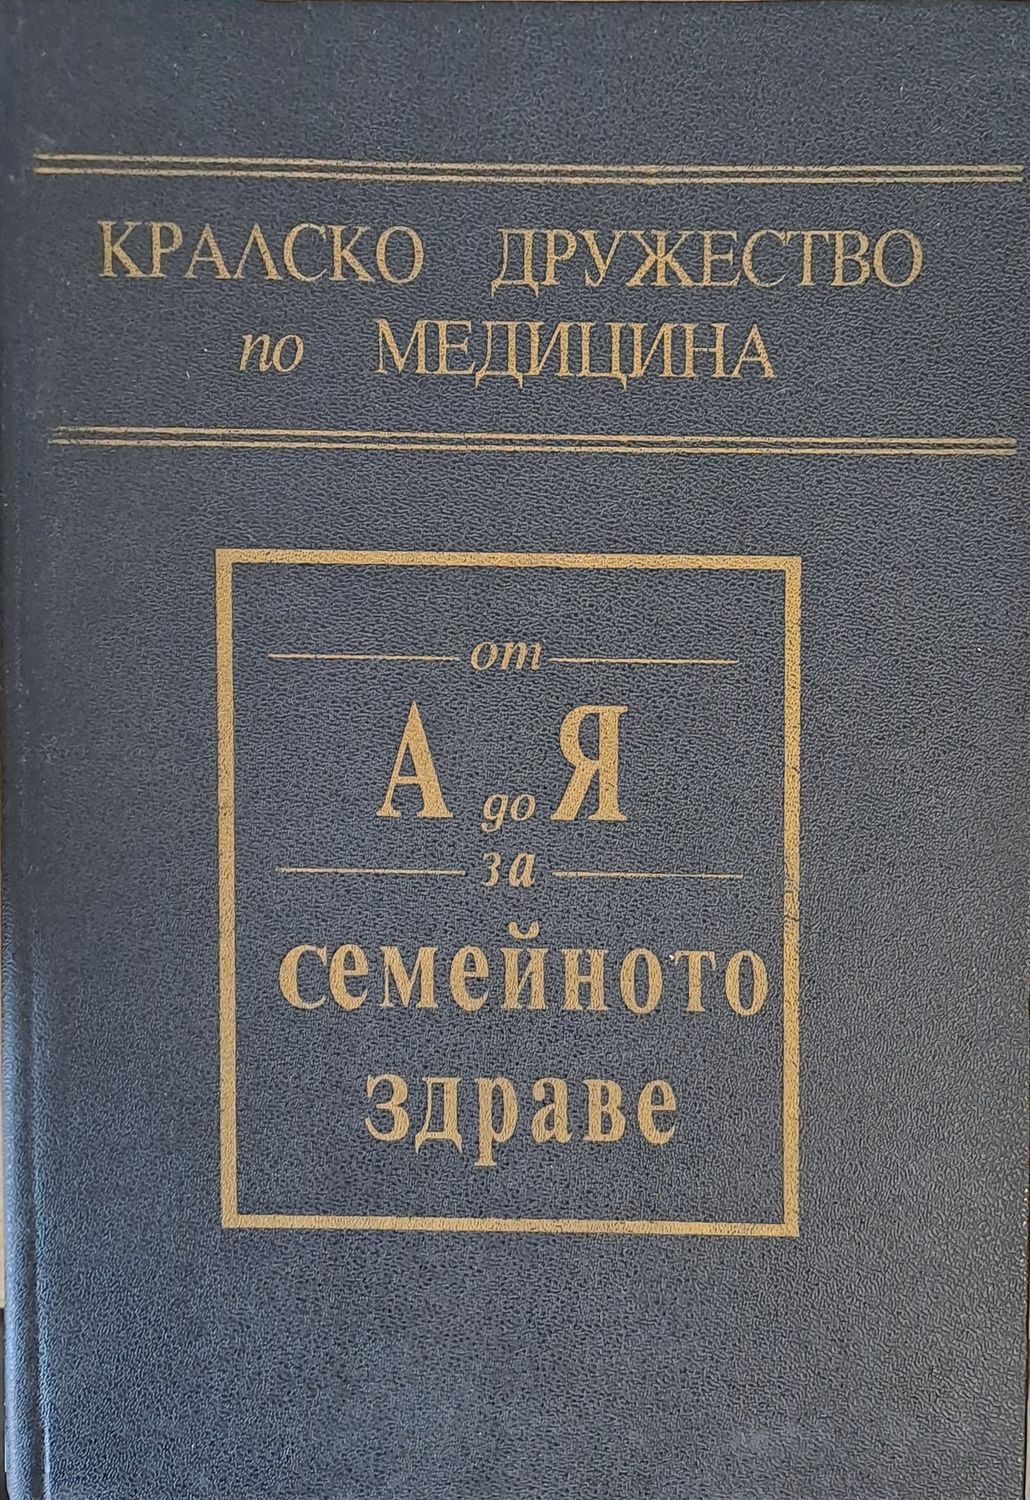 КРАЛСКО ДРУЖЕСТВО
по МЕДИЦИНА
от
А до Я
за
семейното
здраве